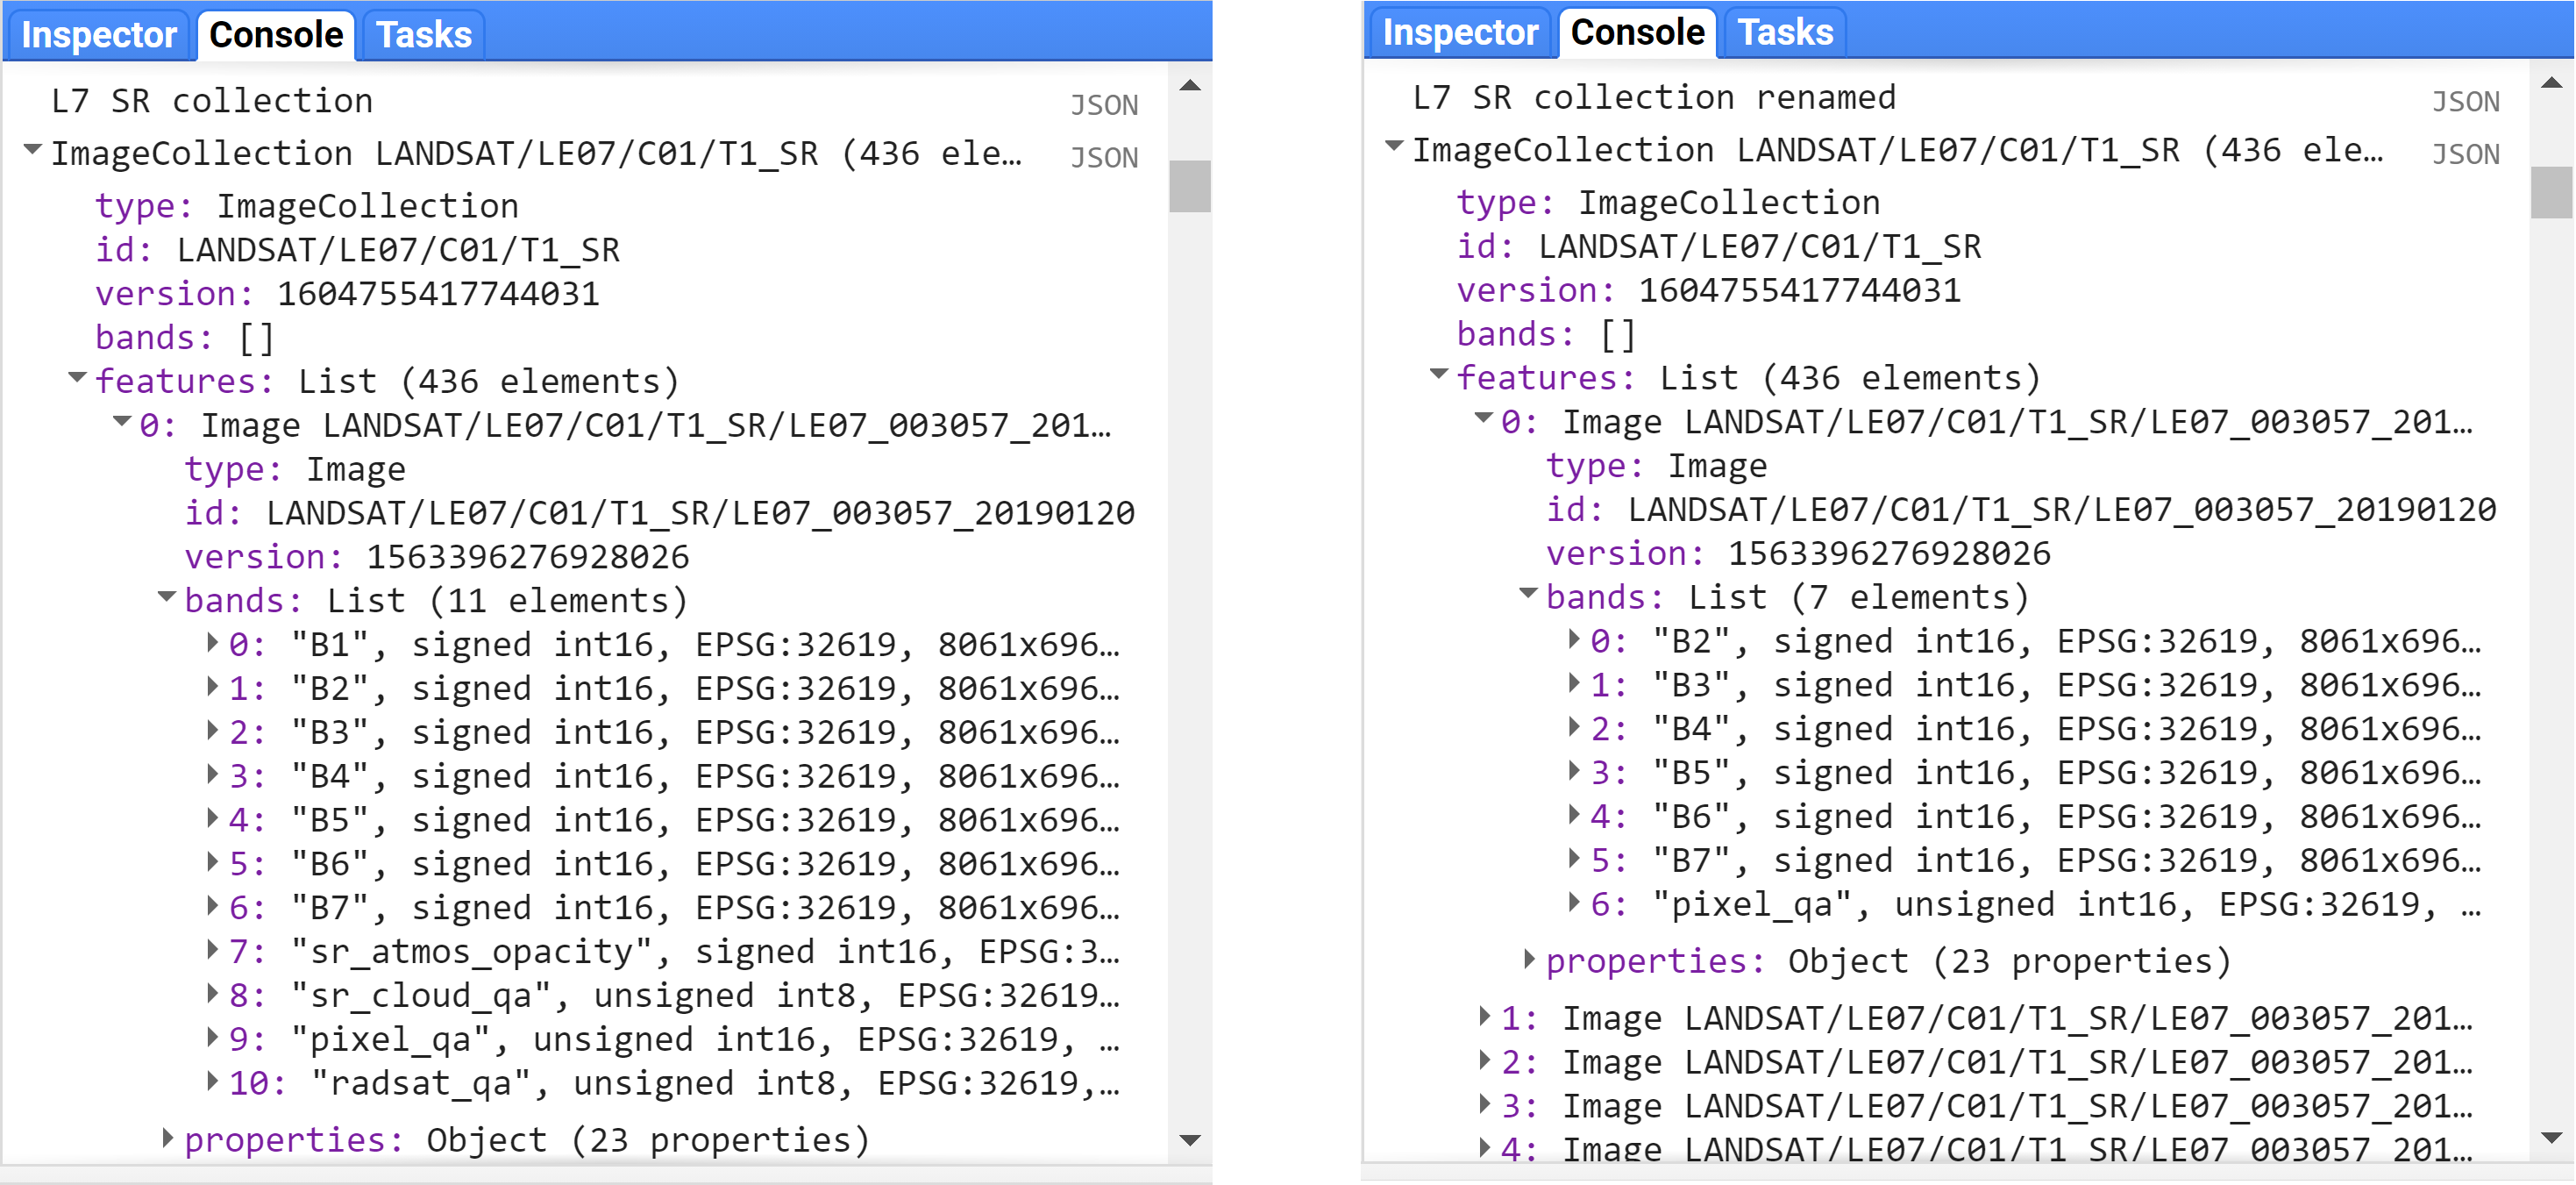 Inspector Console Tasks
L7 SR collection JSON
ImageCollection LANDSAT/LE07/C01/T1_SR (436 ele… JSON
type: ImageCollection
id: LANDSAT/LE07/C01/T1_SR
version: 1604755417744031
bands: []
features: List (436 elements)
0: Image LANDSAT/LE07/C01/T1_SR/LE07_003057_201…
type: Image
id: LANDSAT/LE07/C01/T1_SR/LE07_003057_20190120
version: 1563396276928026
bands: List (11 elements)
0: "B1", signed int16, EPSG:32619, 8061x696…
1: "B2", signed int16, EPSG:32619, 8061x696…
2: "B3", signed int16, EPSG:32619, 8061x696…
3: "B4", signed int16, EPSG:32619, 8061x696…
4: "B5", signed int16, EPSG:32619, 8061x696…
5: "B6", signed int16, EPSG:32619, 8061x696…
6: "B7", signed int16, EPSG:32619, 8061x696…
7: "sr_atmos_opacity", signed int16, EPSG:3…
8: "sr_cloud_qa", unsigned int8, EPSG:32619…
9: "pixel_qa", unsigned int16, EPSG:32619, …
10: "radsat_qa", unsigned int8, EPSG:32619,…
properties: Object (23 properties)
Inspector Console Tasks
L7 SR collection renamed JSON
ImageCollection LANDSAT/LE07/C01/T1_SR (436 ele… JSON
type: ImageCollection
id: LANDSAT/LE07/C01/T1_SR
version: 1604755417744031
bands: []
features: List (436 elements)
0: Image LANDSAT/LE07/C01/T1_SR/LE07_003057_201…
type: Image
id: LANDSAT/LE07/C01/T1_SR/LE07_003057_20190120
version: 1563396276928026
bands: List (7 elements)
0: "B2", signed int16, EPSG:32619, 8061x696…
1: "B3", signed int16, EPSG:32619, 8061x696…
2: "B4", signed int16, EPSG:32619, 8061x696…
3: "B5", signed int16, EPSG:32619, 8061x696…
4: "B6", signed int16, EPSG:32619, 8061x696…
5: "B7", signed int16, EPSG:32619, 8061x696…
6: "pixel_qa", unsigned int16, EPSG:32619, …
properties: Object (23 properties)
1: Image LANDSAT/LE07/C01/T1_SR/LE07_003057_201…
2: Image LANDSAT/LE07/C01/T1_SR/LE07_003057_201…
3: Image LANDSAT/LE07/C01/T1_SR/LE07_003057_201…
4: Image LANDSAT/LE07/C01/T1_SR/LE07_003057_201…